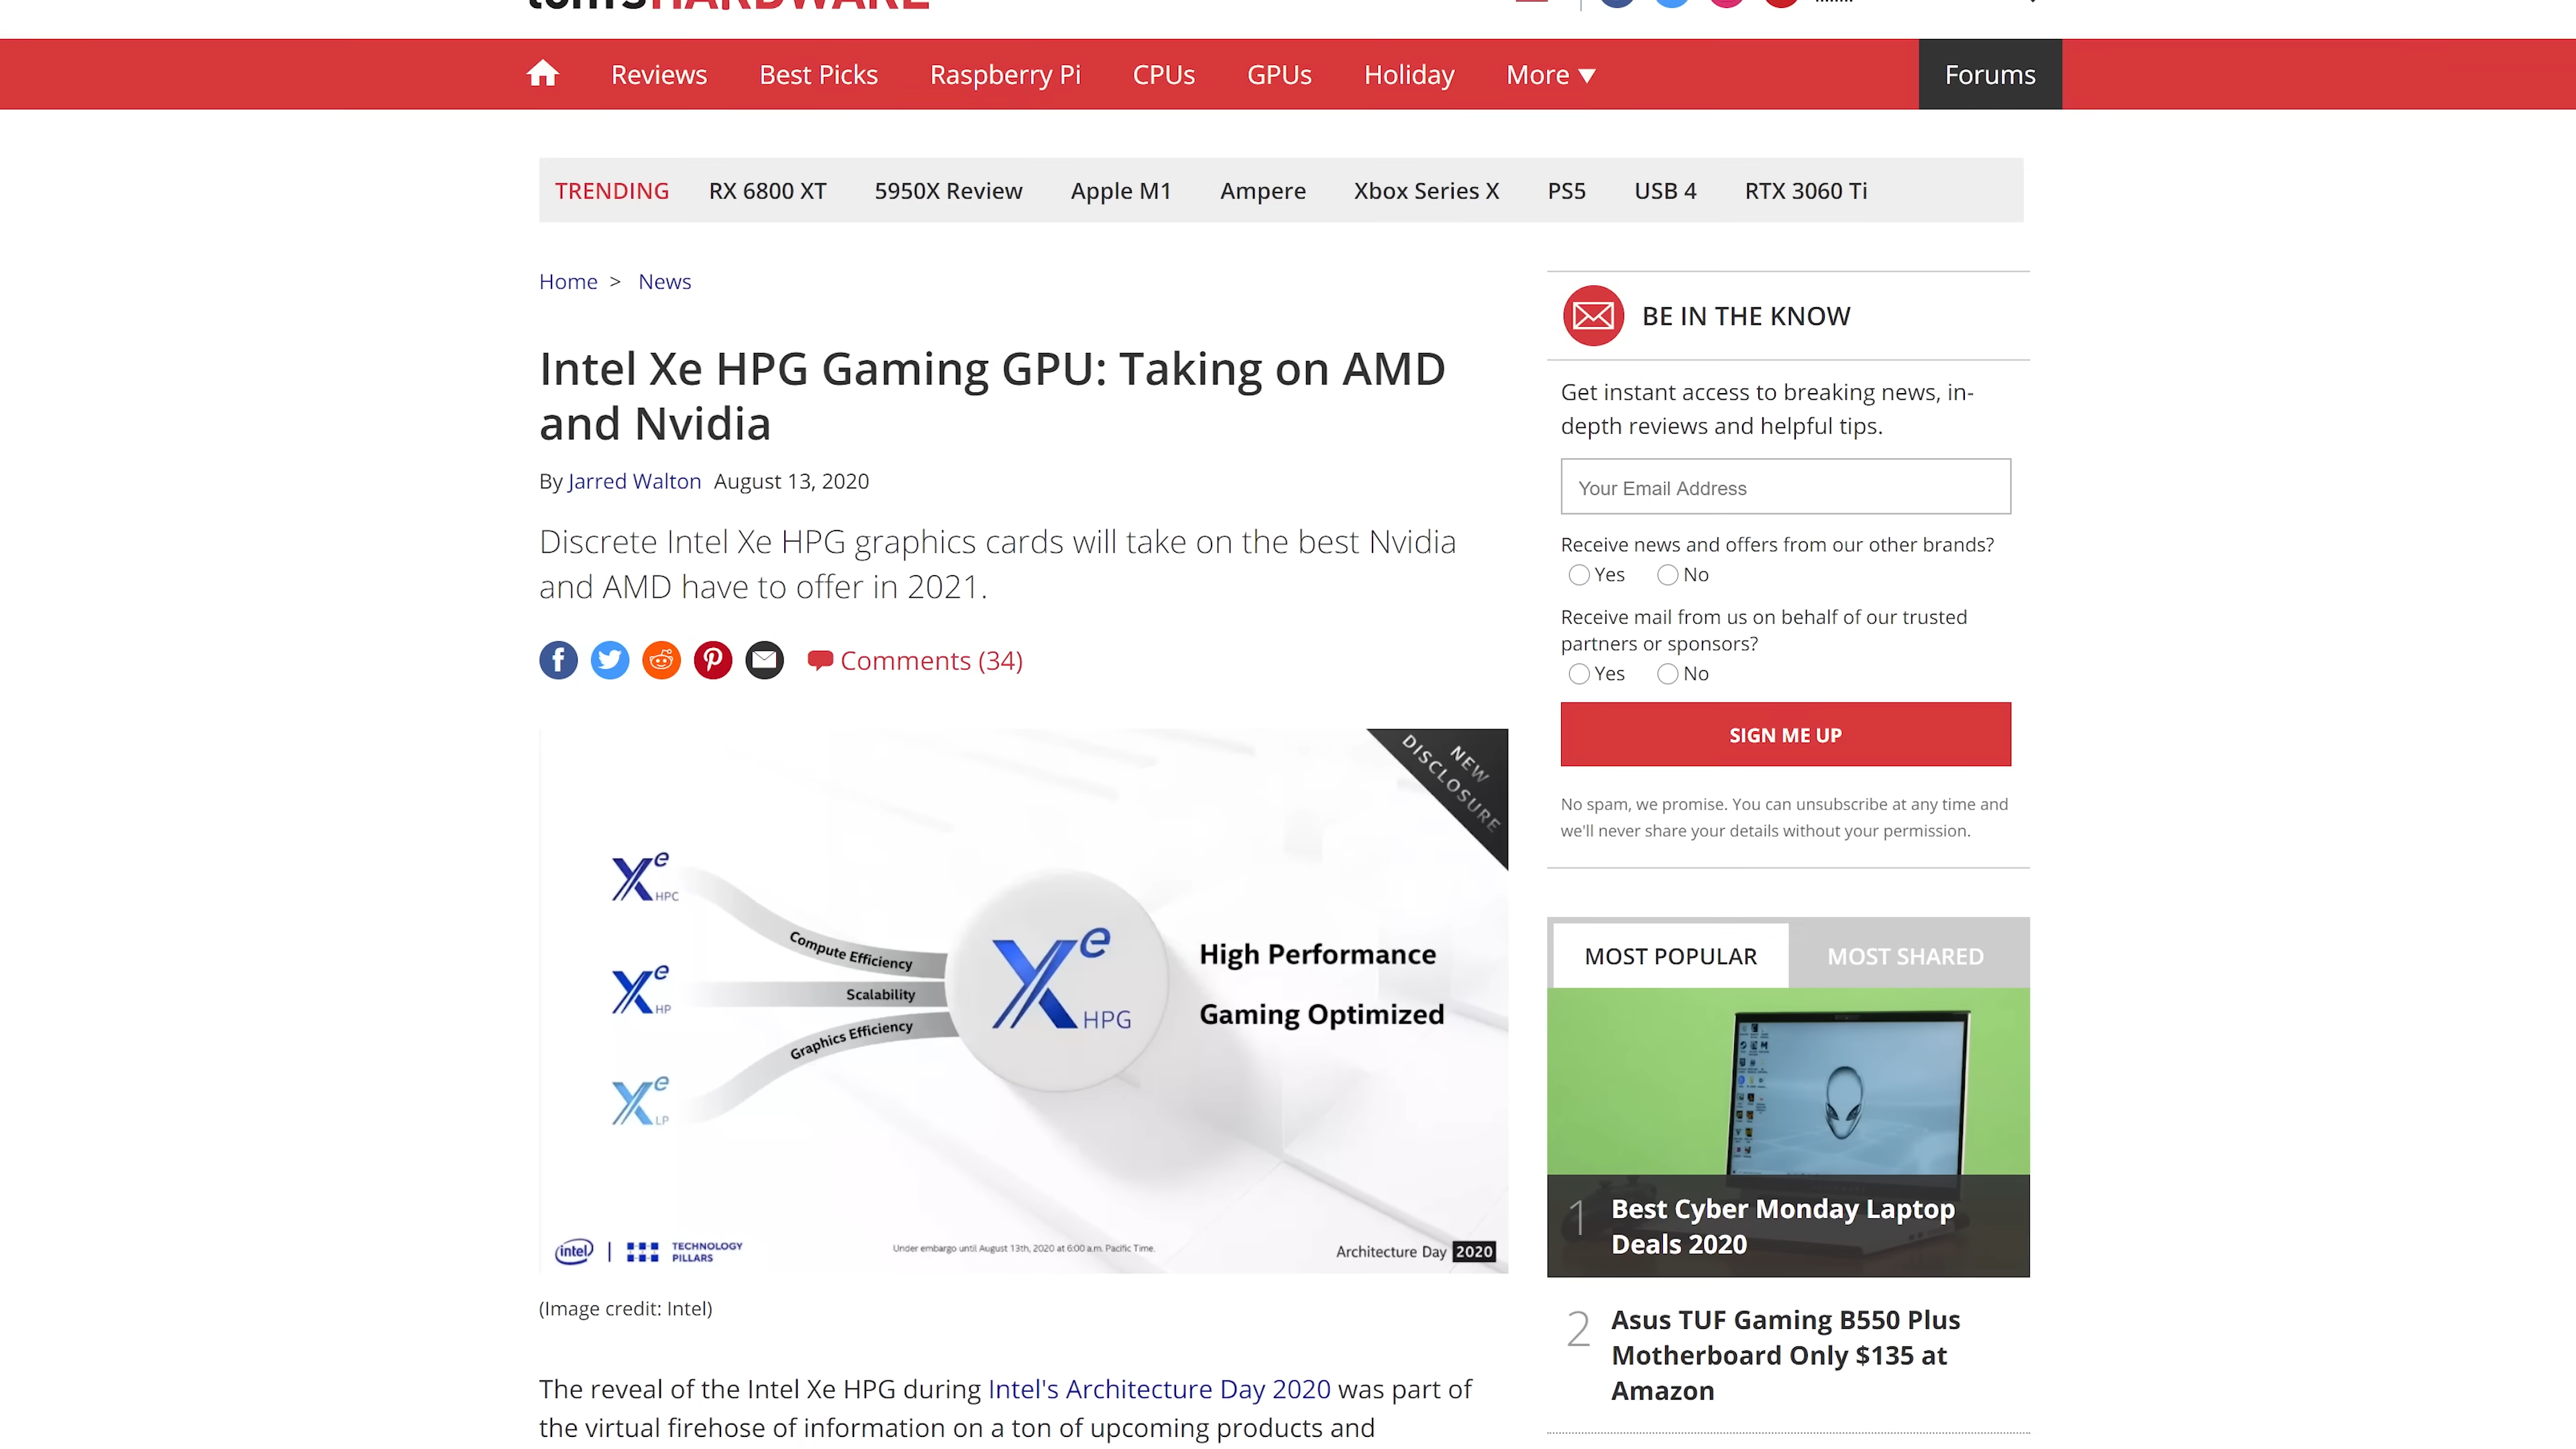 tom'sHARDWARE
Reviews
Best Picks
Raspberry Pi
CPUs
GPUs
Holiday
More ▼
Forums
TRENDING
RX 6800 XT
5950X Review
Apple M1
Ampere
Xbox Series X
PS5
USB 4
RTX 3060 Ti
Home > News
Intel Xe HPG Gaming GPU: Taking on AMD
and Nvidia
By Jarred Walton August 13, 2020
Discrete Intel Xe HPG graphics cards will take on the best Nvidia
and AMD have to offer in 2021.
Comments (34)
NEW
DISCLOSURE
Xe HPC
Compute Efficiency
Xe HP
Scalability
Xe LP
Graphics Efficiency
Xe HPG
High Performance
Gaming Optimized
intel
TECHNOLOGY
PILLARS
Under embargo until August 13th, 2020 at 6:00 a.m. Pacific Time.
Architecture Day 2020
(Image credit: Intel)
The reveal of the Intel Xe HPG during Intel's Architecture Day 2020 was part of
the virtual firehose of information on a ton of upcoming products and
BE IN THE KNOW
Get instant access to breaking news, in-
depth reviews and helpful tips.
Your Email Address
Receive news and offers from our other brands?
Yes
No
Receive mail from us on behalf of our trusted
partners or sponsors?
Yes
No
SIGN ME UP
No spam, we promise. You can unsubscribe at any time and
we'll never share your details without your permission.
MOST POPULAR
MOST SHARED
1
Best Cyber Monday Laptop
Deals 2020
2
Asus TUF Gaming B550 Plus
Motherboard Only $135 at
Amazon